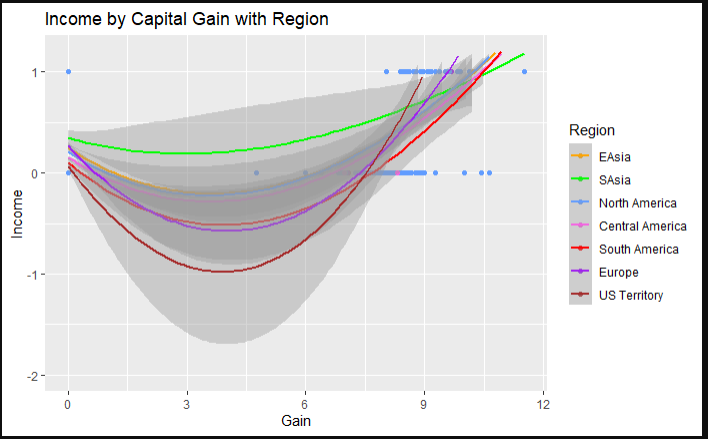 Income by Capital Gain with Region
Income
1
0
-1
-2
0
3
6
9
12
Gain
Region
EAsia
SAsia
North America
Central America
South America
Europe
US Territory